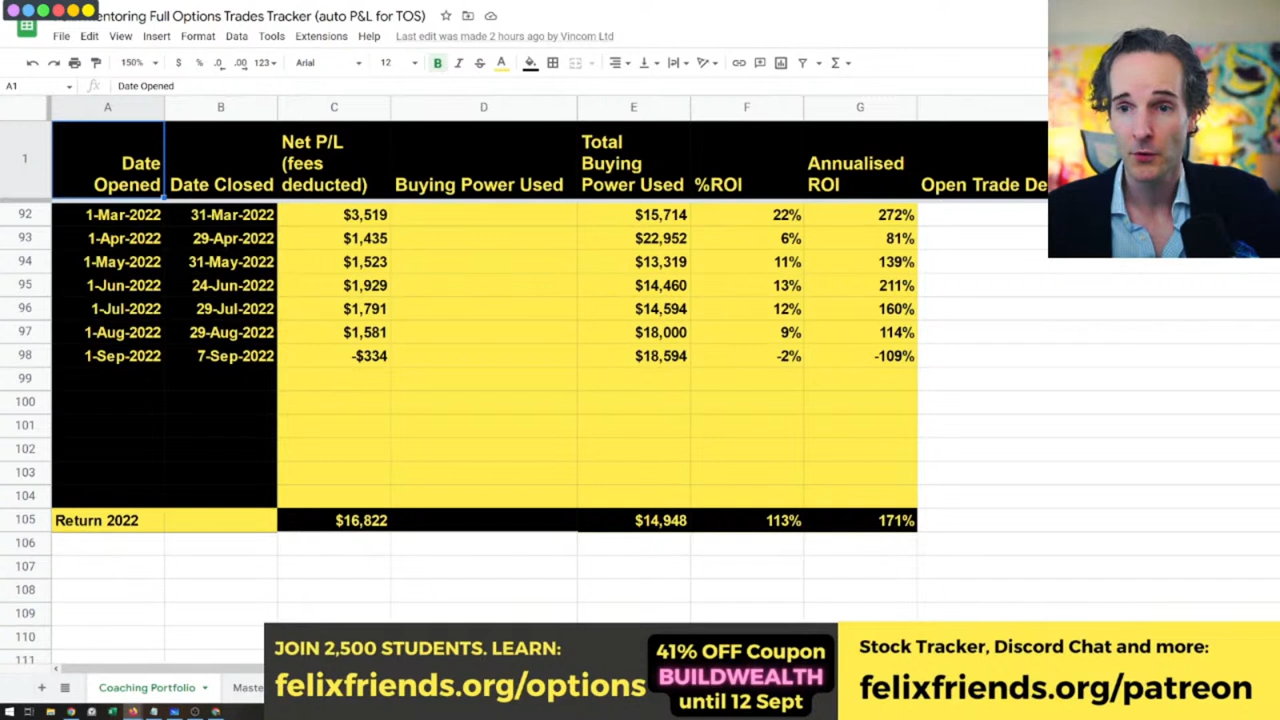 entoring Full Options Trades Tracker (auto P&L for TOS)
File Edit View Insert Format Data Tools Extensions Help Last edit was made 2 hours ago by Vincom Ltd
150% $ % .0 .00 123 Arial 12 B I S A
A1 fx Date Opened
A B C D E F G
1 Date Opened Date Closed Net P/L (fees deducted) Buying Power Used Total Buying Power Used %ROI Annualised ROI Open Trade De
92 1-Mar-2022 31-Mar-2022 $3,519 $15,714 22% 272%
93 1-Apr-2022 29-Apr-2022 $1,435 $22,952 6% 81%
94 1-May-2022 31-May-2022 $1,523 $13,319 11% 139%
95 1-Jun-2022 24-Jun-2022 $1,929 $14,460 13% 211%
96 1-Jul-2022 29-Jul-2022 $1,791 $14,594 12% 160%
97 1-Aug-2022 29-Aug-2022 $1,581 $18,000 9% 114%
98 1-Sep-2022 7-Sep-2022 -$334 $18,594 -2% -109%
99
100
101
102
103
104
105 Return 2022 $16,822 $14,948 113% 171%
106
107
108
109
110
111
Coaching Portfolio Maste
JOIN 2,500 STUDENTS. LEARN:
felixfriends.org/options
41% OFF Coupon
BUILDWEALTH
until 12 Sept
Stock Tracker, Discord Chat and more:
felixfriends.org/patreon